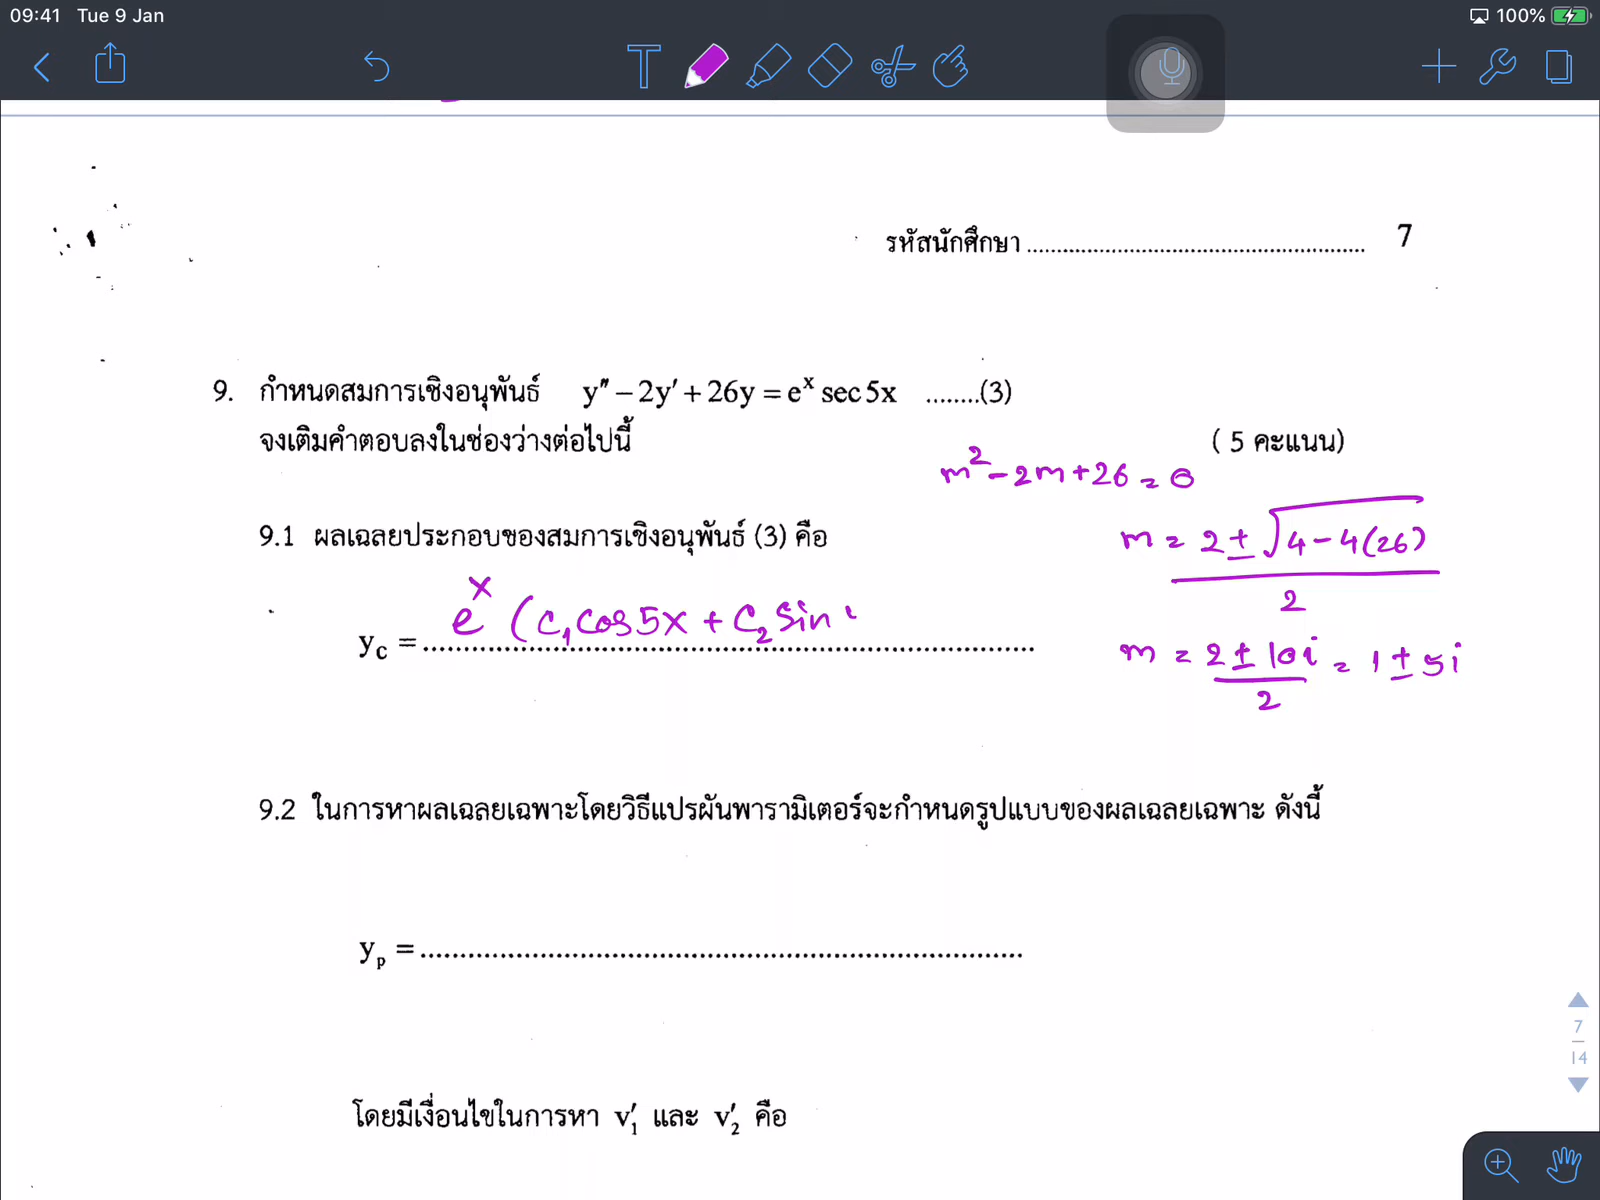 09:41 Tue 9 Jan
100%
รหัสนักศึกษา ........................................................ 7
9. กำหนดสมการเชิงอนุพันธ์ y″ − 2y′ + 26y = eˣ sec 5x ........(3)
จงเติมคำตอบลงในช่องว่างต่อไปนี้ ( 5 คะแนน)
m² - 2m + 26 = 0
9.1 ผลเฉลยประกอบของสมการเชิงอนุพันธ์ (3) คือ
m = 2 ± √4 - 4(26)
2
y_c = eˣ (C₁cos5x + C₂sin
m = 2 ± 10i = 1 ± 5i
2
9.2 ในการหาผลเฉลยเฉพาะโดยวิธีแปรผันพารามิเตอร์จะกำหนดรูปแบบของผลเฉลยเฉพาะ ดังนี้
y_p = ............................................................................
7
14
โดยมีเงื่อนไขในการหา v₁′ และ v₂′ คือ